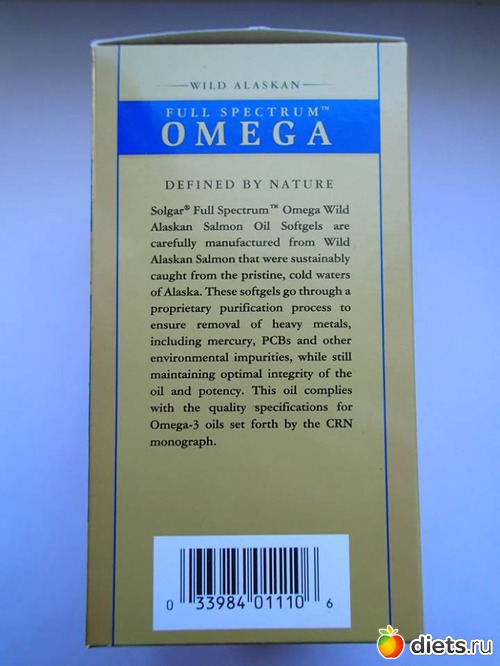 WILD ALASKAN
FULL SPECTRUM™
OMEGA
DEFINED BY NATURE
Solgar® Full Spectrum™ Omega Wild
Alaskan Salmon Oil Softgels are
carefully manufactured from Wild
Alaskan Salmon that were sustainably
caught from the pristine, cold waters
of Alaska. These softgels go through a
proprietary purification process to
ensure removal of heavy metals,
including mercury, PCBs and other
environmental impurities, while still
maintaining optimal integrity of the
oil and potency. This oil complies
with the quality specifications for
Omega-3 oils set forth by the CRN
monograph.
0 33984 01110 6
diets.ru